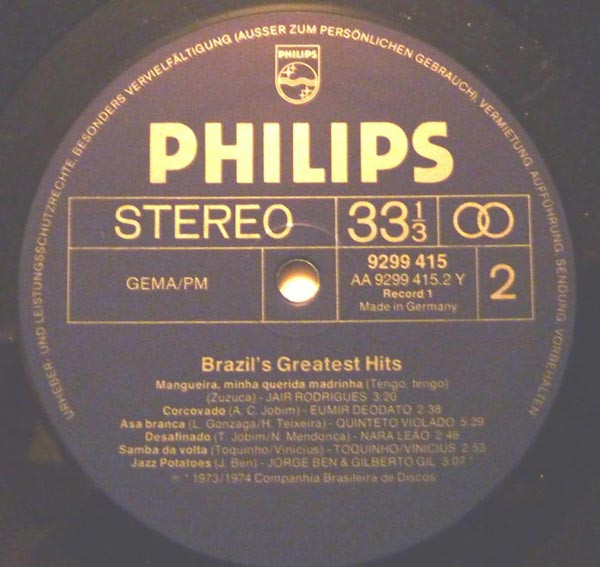 URHEBER- UND LEISTUNGSSCHUTZRECHTE, BESONDERS VERVIELFÄLTIGUNG (AUSSER ZUM PERSÖNLICHEN GEBRAUCH), VERMIETUNG, AUFFÜHRUNG, SENDUNG VORBEHALTEN
PHILIPS
PHILIPS
STEREO 33 1/3
GEMA/PM
9299 415
AA 9299 415.2 Y
Record 1
Made in Germany
2
Brazil's Greatest Hits
Mangueira, minha querida madrinha (Tengo, tengo)
(Zuzuca) - JAIR RODRIGUES 3:20
Corcovado (A. C. Jobim) - EUMIR DEODATO 2:38
Asa branca (L. Gonzaga/H. Teixeira) - QUINTETO VIOLADO 5:29
Desafinado (T. Jobim/N. Mendonca) - NARA LEÃO 2:46
Samba da volta (Toquinho/Vinicius) - TOQUINHO/VINICIUS 2:53
Jazz Potatoes (J. Ben) - JORGE BEN & GILBERTO GIL 3:07 *
℗ * 1973/1974 Companhia Brasileira de Discos